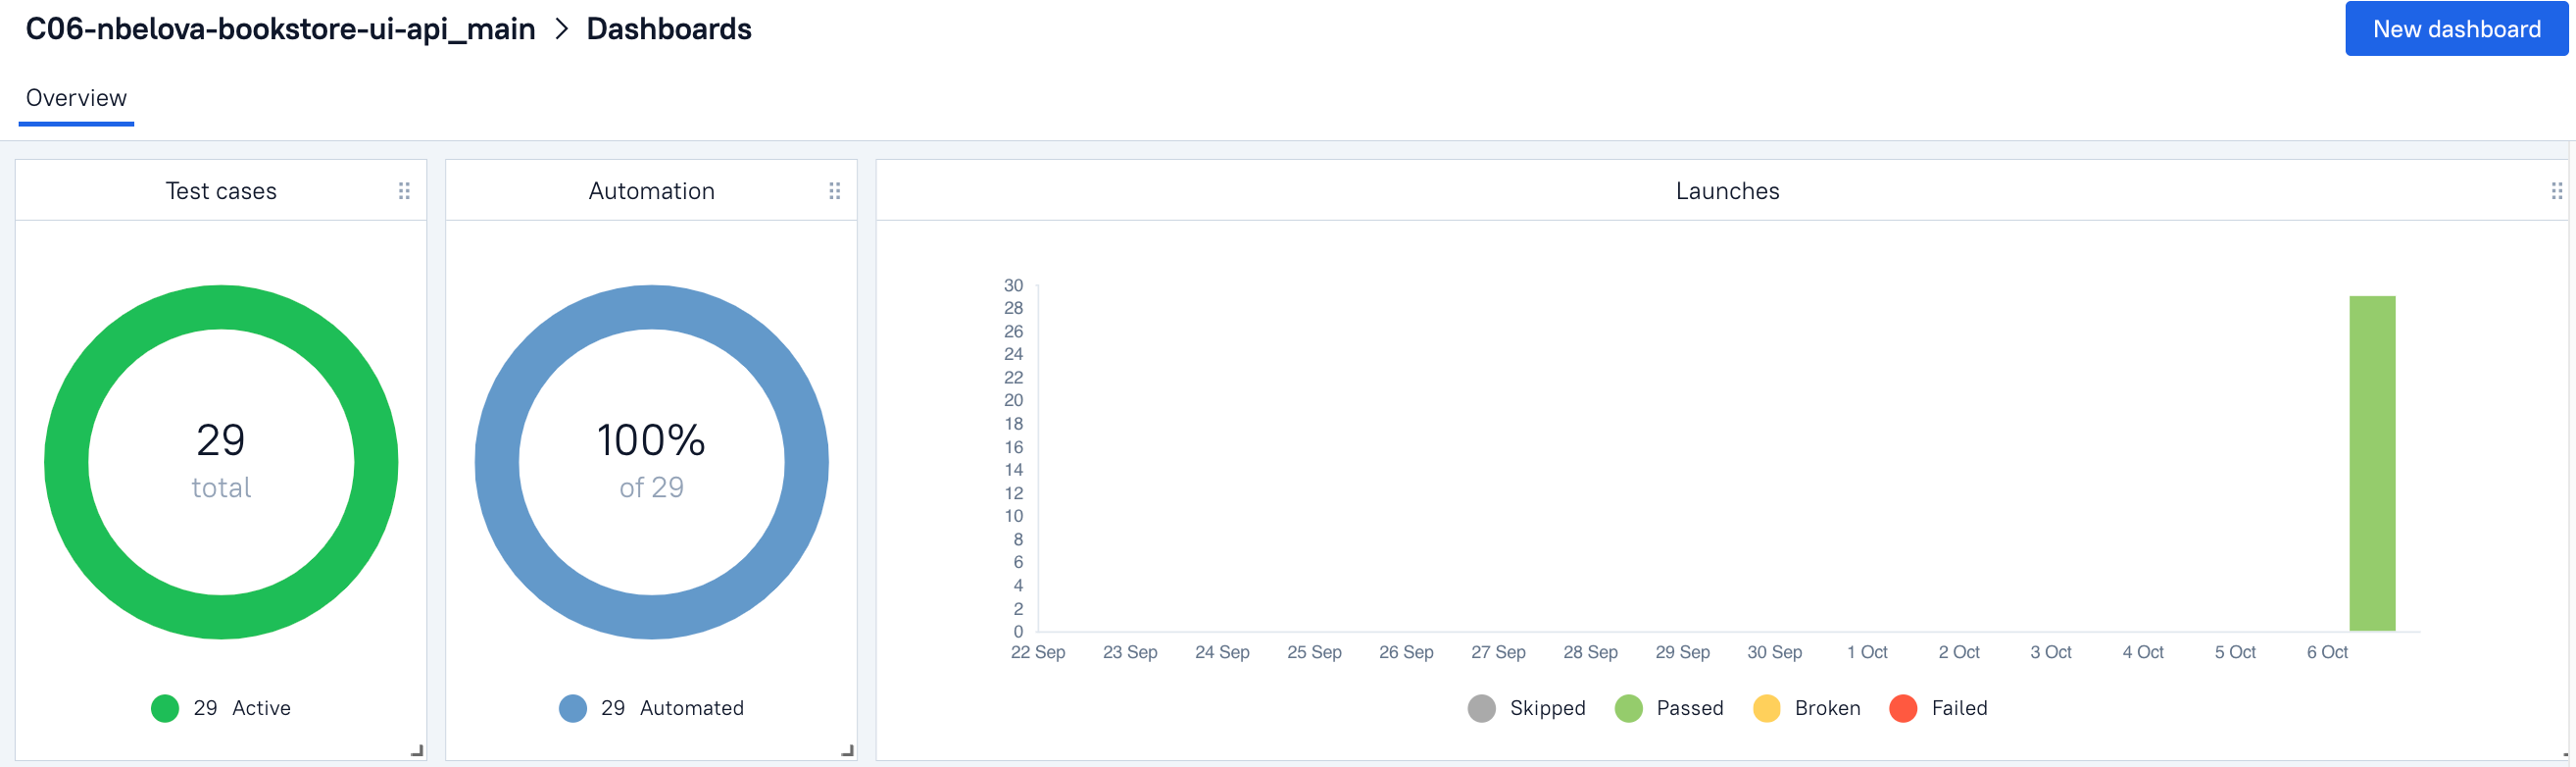 C06-nbelova-bookstore-ui-api_main > Dashboards
New dashboard
Overview
Test cases
29
total
29 Active
Automation
100%
of 29
29 Automated
Launches
30
28
26
24
22
20
18
16
14
12
10
8
6
4
2
0
22 Sep 23 Sep 24 Sep 25 Sep 26 Sep 27 Sep 28 Sep 29 Sep 30 Sep 1 Oct 2 Oct 3 Oct 4 Oct 5 Oct 6 Oct
Skipped Passed Broken Failed